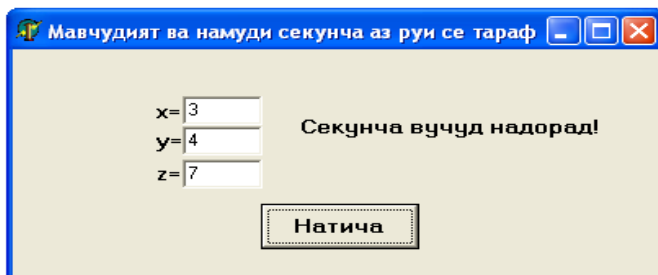 Мавчудият ва намуди секунча аз руи се тараф
x= 3
Секунча вучуд надорад!
y= 4
z= 7
Натича